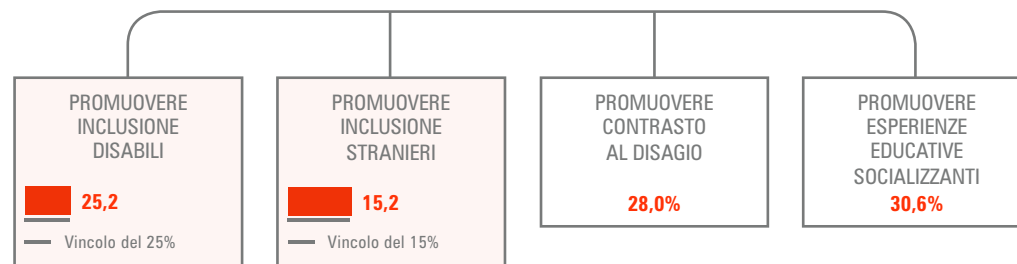 PROMUOVERE
INCLUSIONE
DISABILI
25,2
Vincolo del 25%
PROMUOVERE
INCLUSIONE
STRANIERI
15,2
Vincolo del 15%
PROMUOVERE
CONTRASTO
AL DISAGIO
28,0%
PROMUOVERE
ESPERIENZE
EDUCATIVE
SOCIALIZZANTI
30,6%